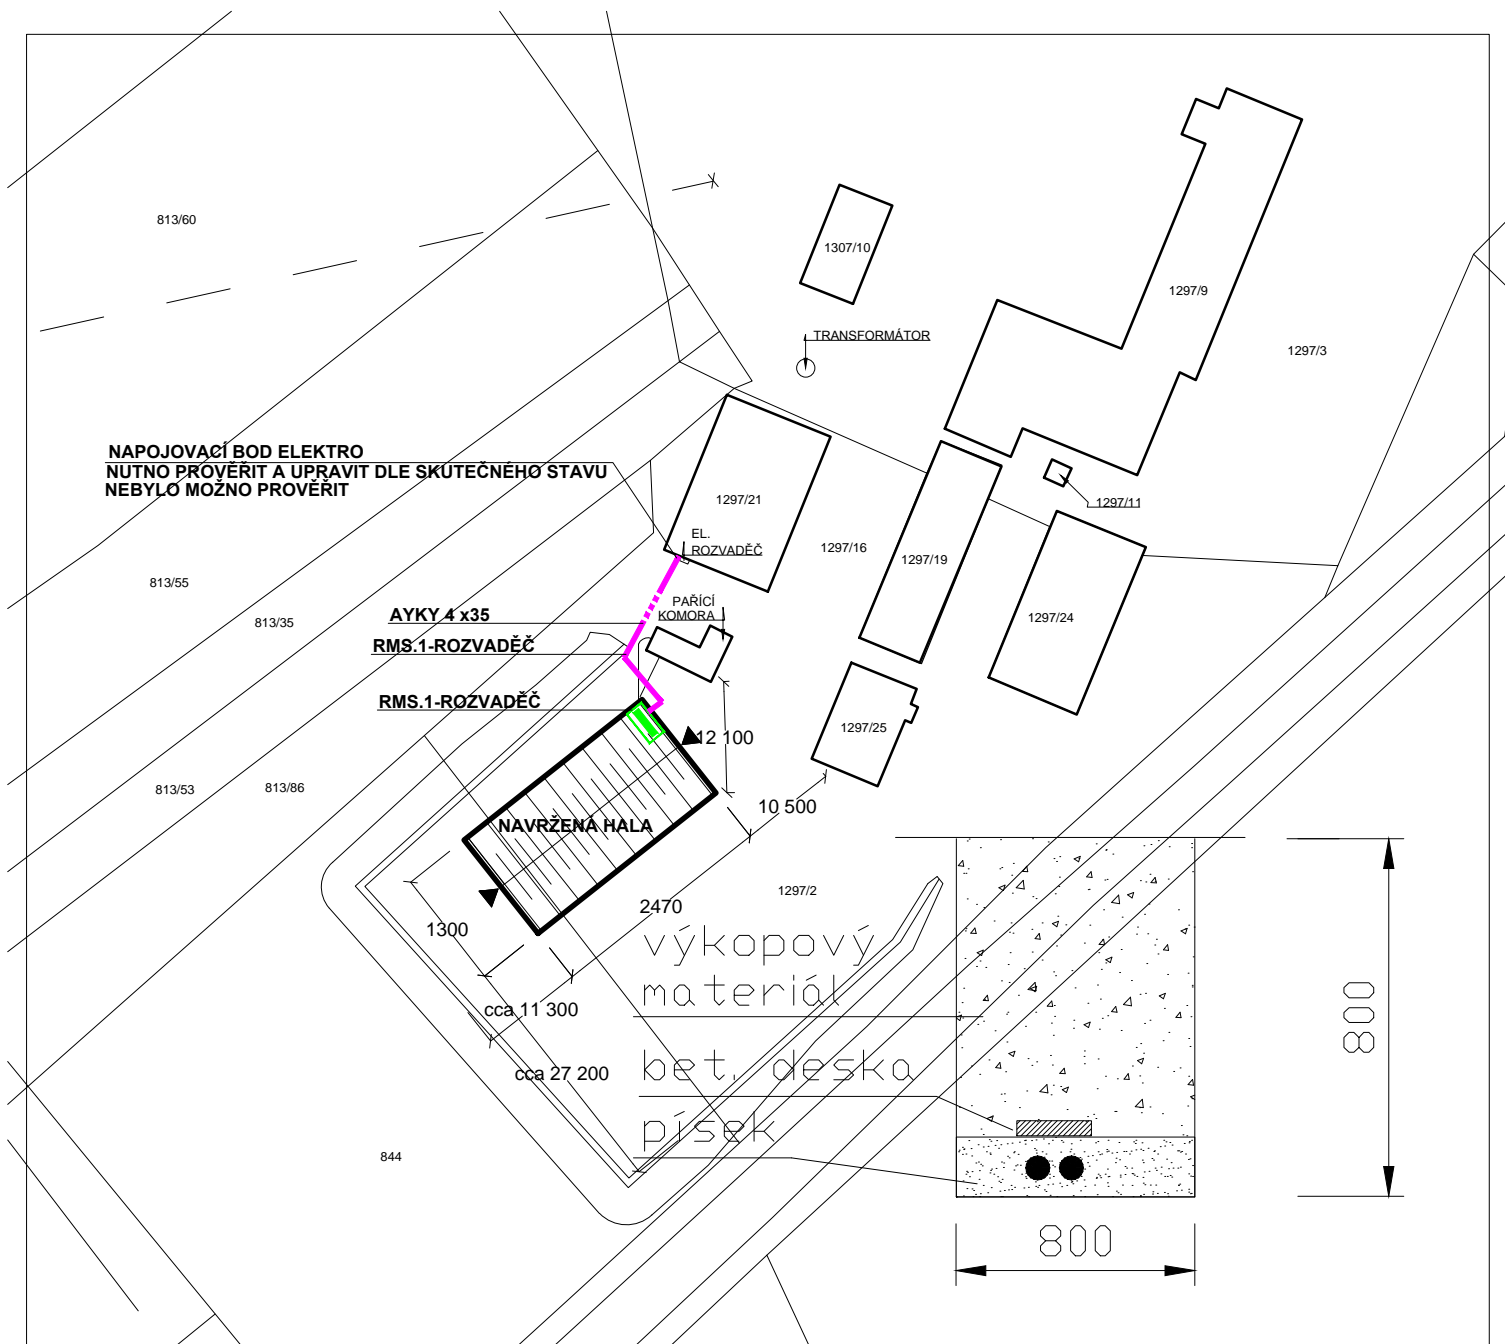 813/60
1307/10
1297/9
TRANSFORMÁTOR
1297/3
NAPOJOVACÍ BOD ELEKTRO
NUTNO PROVĚŘIT A UPRAVIT DLE SKUTEČNÉHO STAVU
NEBYLO MOŽNO PROVĚŘIT
1297/21
1297/11
EL.
ROZVADĚČ
1297/16
1297/19
813/55
813/35
PAŘÍCÍ
KOMORA
AYKY 4 x35
1297/24
RMS.1-ROZVADĚČ
RMS.1-ROZVADĚČ
1297/25
12 100
813/53
813/86
10 500
NAVRŽENÁ HALA
1297/2
2470
1300
výkopový
materiál
cca 11 300
800
bet. deska
cca 27 200
písek
844
800